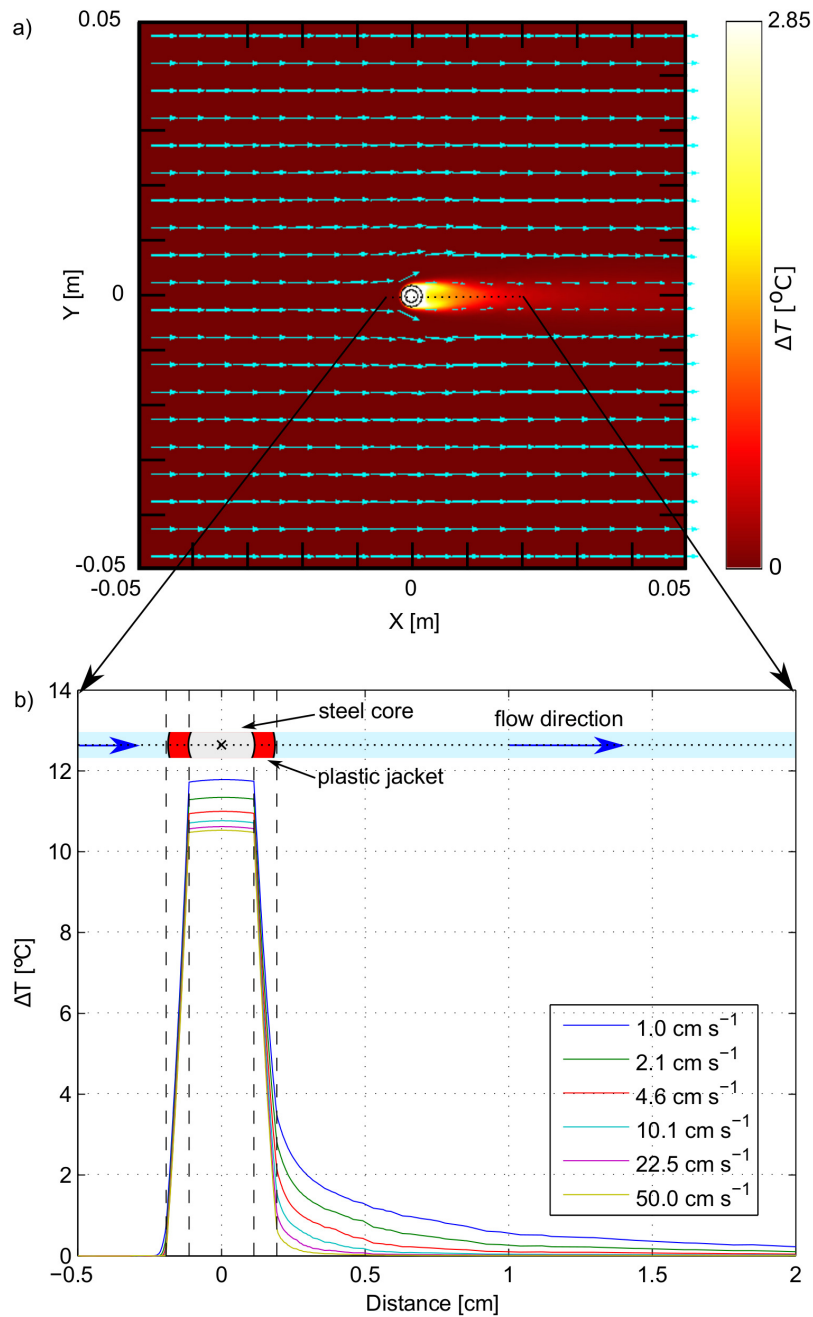 a)
0.05
2.85
Y [m]
0
ΔT [°C]
-0.05
0
-0.05
0
0.05
X [m]
b)
14
steel core
flow direction
plastic jacket
12
10
8
6
4
2
0
ΔT [ºC]
1.0 cm s⁻¹
2.1 cm s⁻¹
4.6 cm s⁻¹
10.1 cm s⁻¹
22.5 cm s⁻¹
50.0 cm s⁻¹
−0.5
0
0.5
1
1.5
2
Distance [cm]